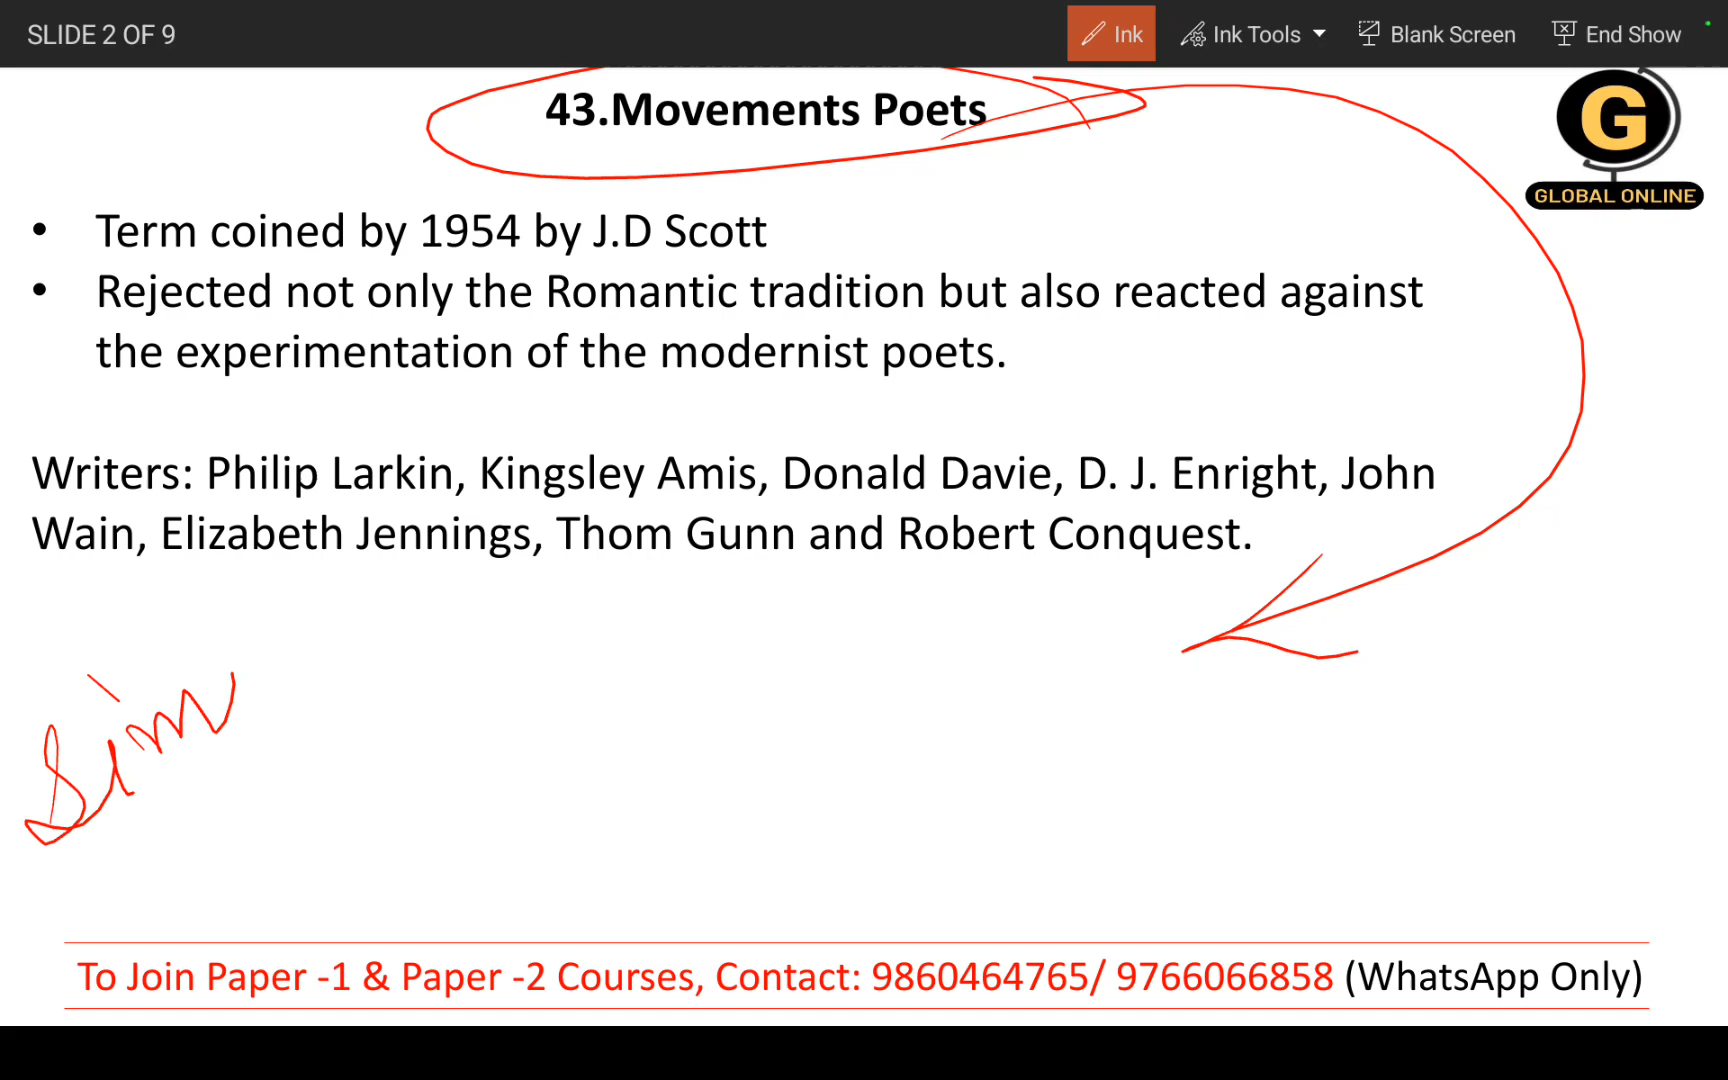 SLIDE 2 OF 9
Ink
Ink Tools
Blank Screen
End Show
43.Movements Poets
G
GLOBAL ONLINE
• Term coined by 1954 by J.D Scott
• Rejected not only the Romantic tradition but also reacted against
the experimentation of the modernist poets.
Writers: Philip Larkin, Kingsley Amis, Donald Davie, D. J. Enright, John
Wain, Elizabeth Jennings, Thom Gunn and Robert Conquest.
Sim
To Join Paper -1 & Paper -2 Courses, Contact: 9860464765/ 9766066858 (WhatsApp Only)